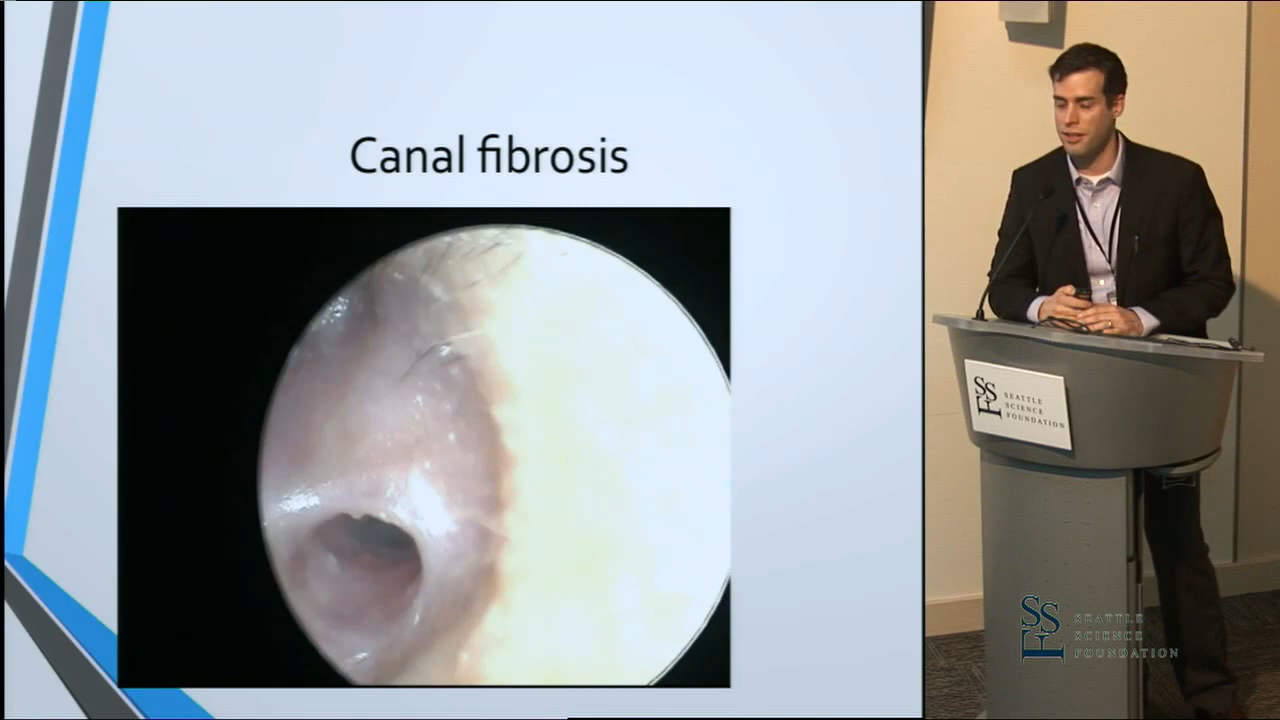 Canal fibrosis
SSF
SEATTLE
SCIENCE
FOUNDATION
SSF
SEATTLE
SCIENCE
FOUNDATION